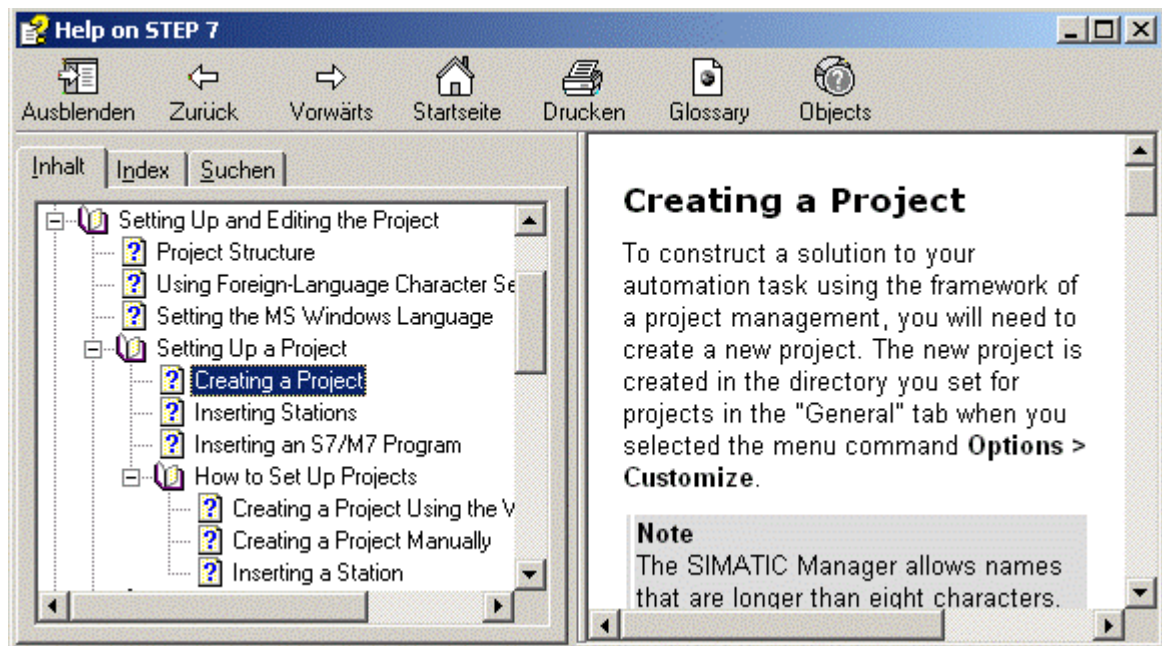 Help on STEP 7
Ausblenden Zurück Vorwärts Startseite Drucken Glossary Objects
Inhalt Index Suchen
Setting Up and Editing the Project
Project Structure
Using Foreign-Language Character Se
Setting the MS Windows Language
Setting Up a Project
Creating a Project
Inserting Stations
Inserting an S7/M7 Program
How to Set Up Projects
Creating a Project Using the W
Creating a Project Manually
Inserting a Station
Creating a Project
To construct a solution to your
automation task using the framework of
a project management, you will need to
create a new project. The new project is
created in the directory you set for
projects in the "General" tab when you
selected the menu command Options >
Customize.
Note
The SIMATIC Manager allows names
that are longer than eight characters.